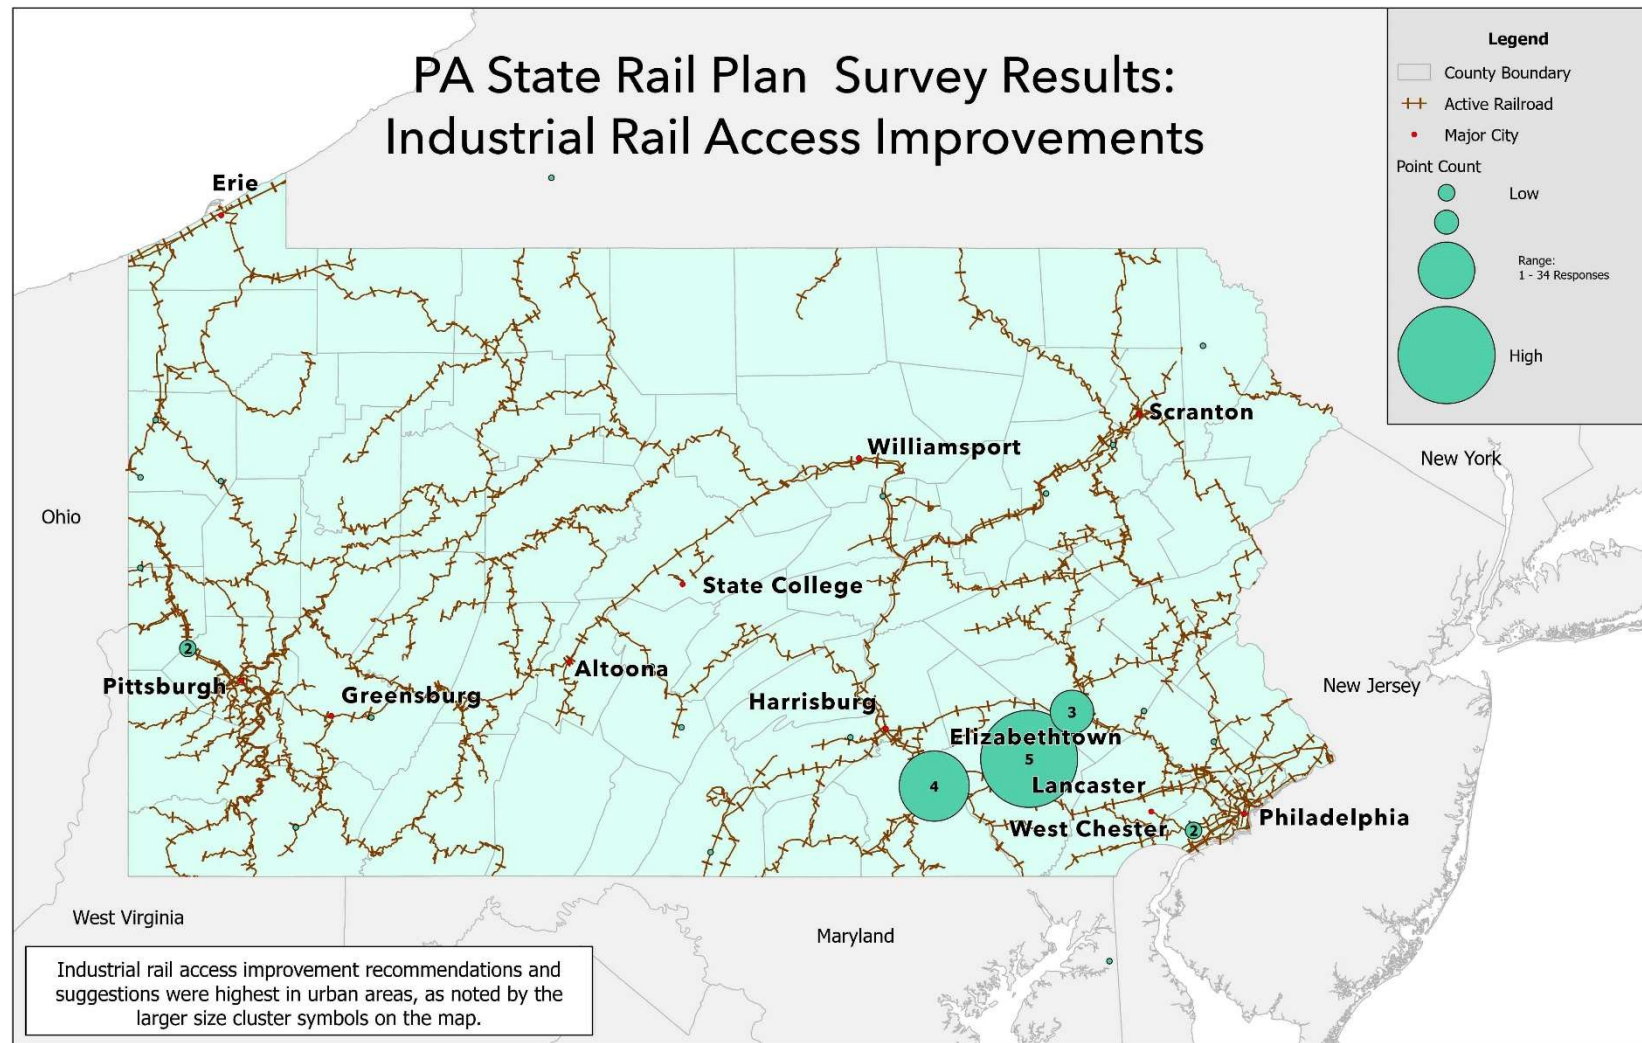 PA State Rail Plan  Survey Results:
Industrial Rail Access Improvements
Legend
County Boundary
Active Railroad
Major City
Point Count
Low
Range:
1 - 34 Responses
High
Erie
Scranton
Williamsport
New York
Ohio
State College
2
Pittsburgh
Greensburg
Altoona
Harrisburg
New Jersey
3
Elizabethtown
5
4
Lancaster
West Chester
2
Philadelphia
West Virginia
Maryland
Industrial rail access improvement recommendations and
suggestions were highest in urban areas, as noted by the
larger size cluster symbols on the map.